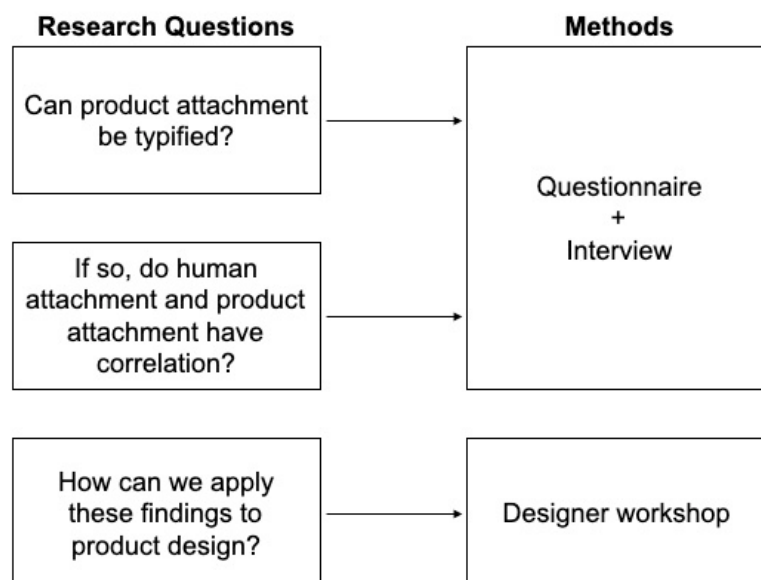 Research Questions
Methods
Can product attachment
be typified?
Questionnaire
+
Interview
If so, do human
attachment and product
attachment have
correlation?
How can we apply
these findings to
product design?
Designer workshop